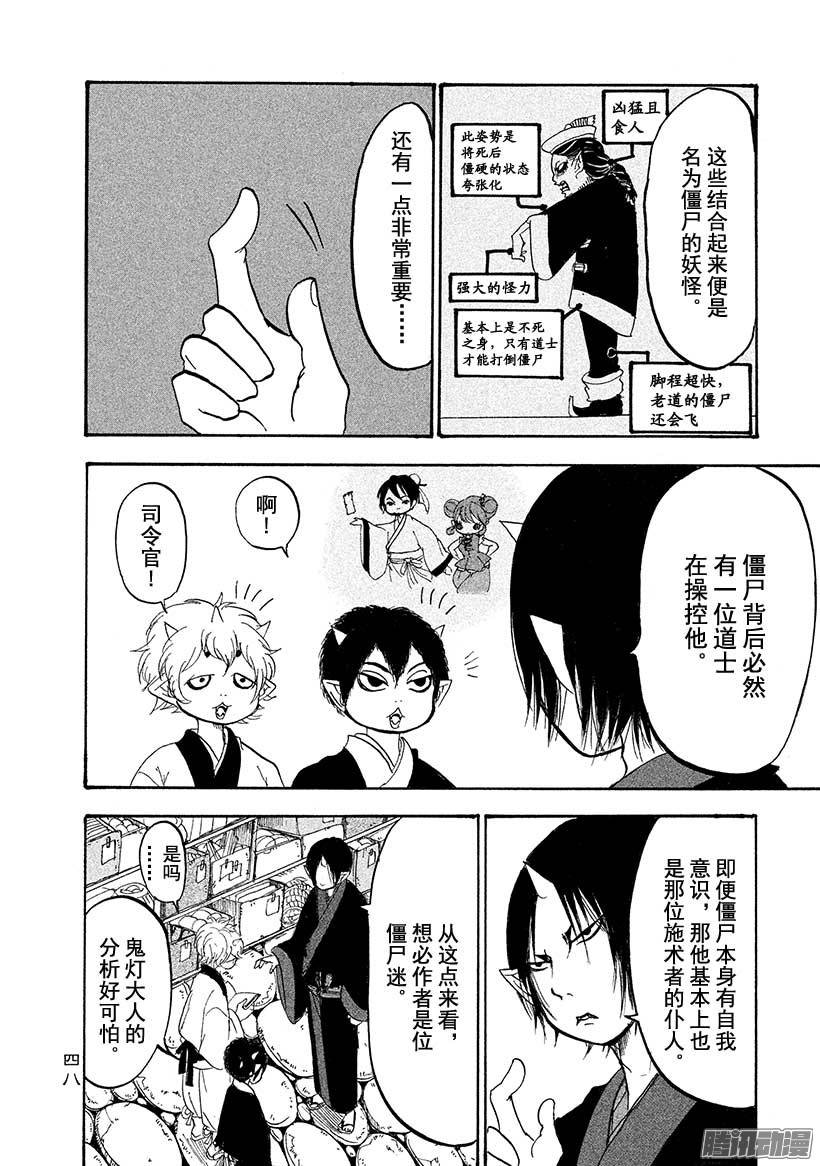 这些结合起来便是
名为僵尸的妖怪。
凶猛且
食人
此姿势是
将死后
僵硬的状态
夸张化
强大的怪力
基本上是不死
之身，只有道士
才能打倒僵尸
脚程超快，
老道的僵尸
还会飞
还有一点非常重要……
僵尸背后必然
有一位道士
在操控他。
啊！
司令官！
即便僵尸本身有自我
意识，那他基本上也
是那位施术者的仆人。
从这点来看，
想必作者是位
僵尸迷。
是吗
……
鬼灯大人的
分析好可怕。
四八
腾讯动漫